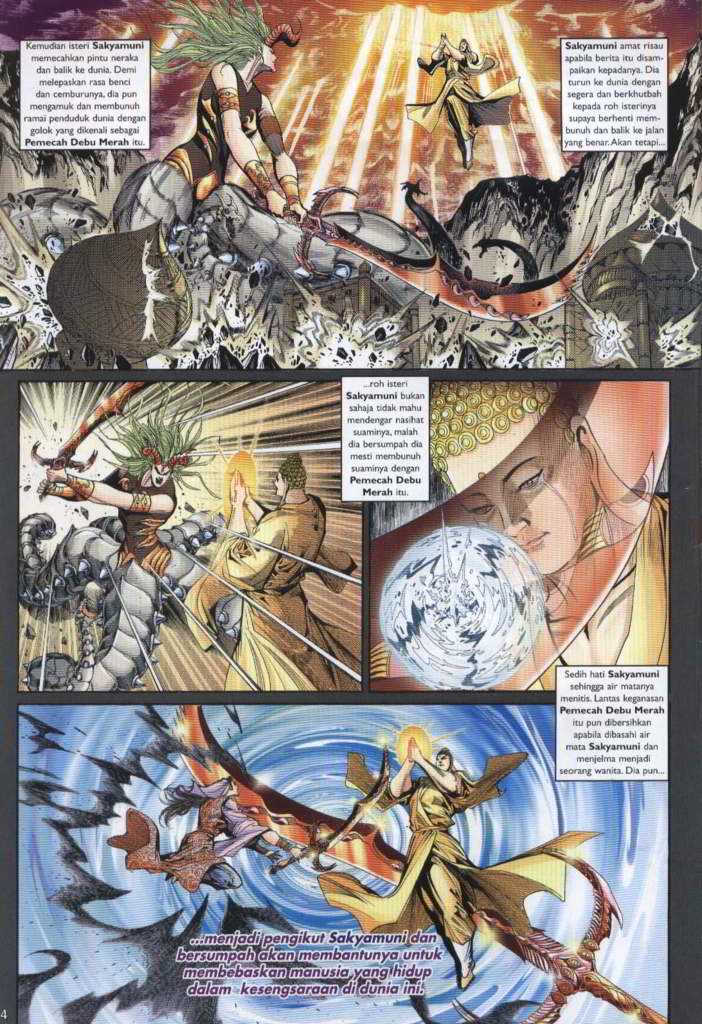 Kemudian isteri Sakyamuni
memecahkan pintu neraka
dan balik ke dunia. Demi
melepaskan rasa benci
dan cemburunya, dia pun
mengamuk dan membunuh
ramai penduduk dunia dengan
golok yang dikenali sebagai
Pemecah Debu Merah itu.
Sakyamuni amat risau
apabila berita itu disam-
paikan kepadanya. Dia
turun ke dunia dengan
segera dan berkhutbah
kepada roh isterinya
supaya berhenti mem-
bunuh dan balik ke jalan
yang benar. Akan tetapi...
...roh isteri
Sakyamuni bukan
sahaja tidak mahu
mendengar nasihat
suaminya, malah
dia bersumpah dia
mesti membunuh
suaminya dengan
Pemecah Debu
Merah itu.
Sedih hati Sakyamuni
sehingga air matanya
menitis. Lantas keganasan
Pemecah Debu Merah
itu pun dibersihkan
apabila dibasahi air
mata Sakyamuni dan
menjelma menjadi
seorang wanita. Dia pun...
...menjadi pengikut Sakyamuni dan
bersumpah akan membantunya untuk
membebaskan manusia yang hidup
dalam kesengsaraan di dunia ini.
4